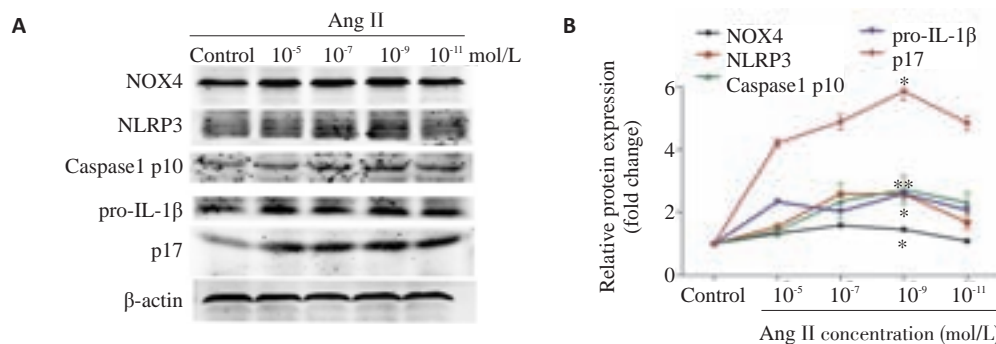 A
Ang II
Control 10⁻⁵ 10⁻⁷ 10⁻⁹ 10⁻¹¹ mol/L
NOX4
NLRP3
Caspase1 p10
pro-IL-1β
p17
β-actin
B
NOX4
NLRP3
Caspase1 p10
pro-IL-1β
p17
Relative protein expression
(fold change)
6
4
2
0
*
**
*
*
Control 10⁻⁵ 10⁻⁷ 10⁻⁹ 10⁻¹¹
Ang II concentration (mol/L)